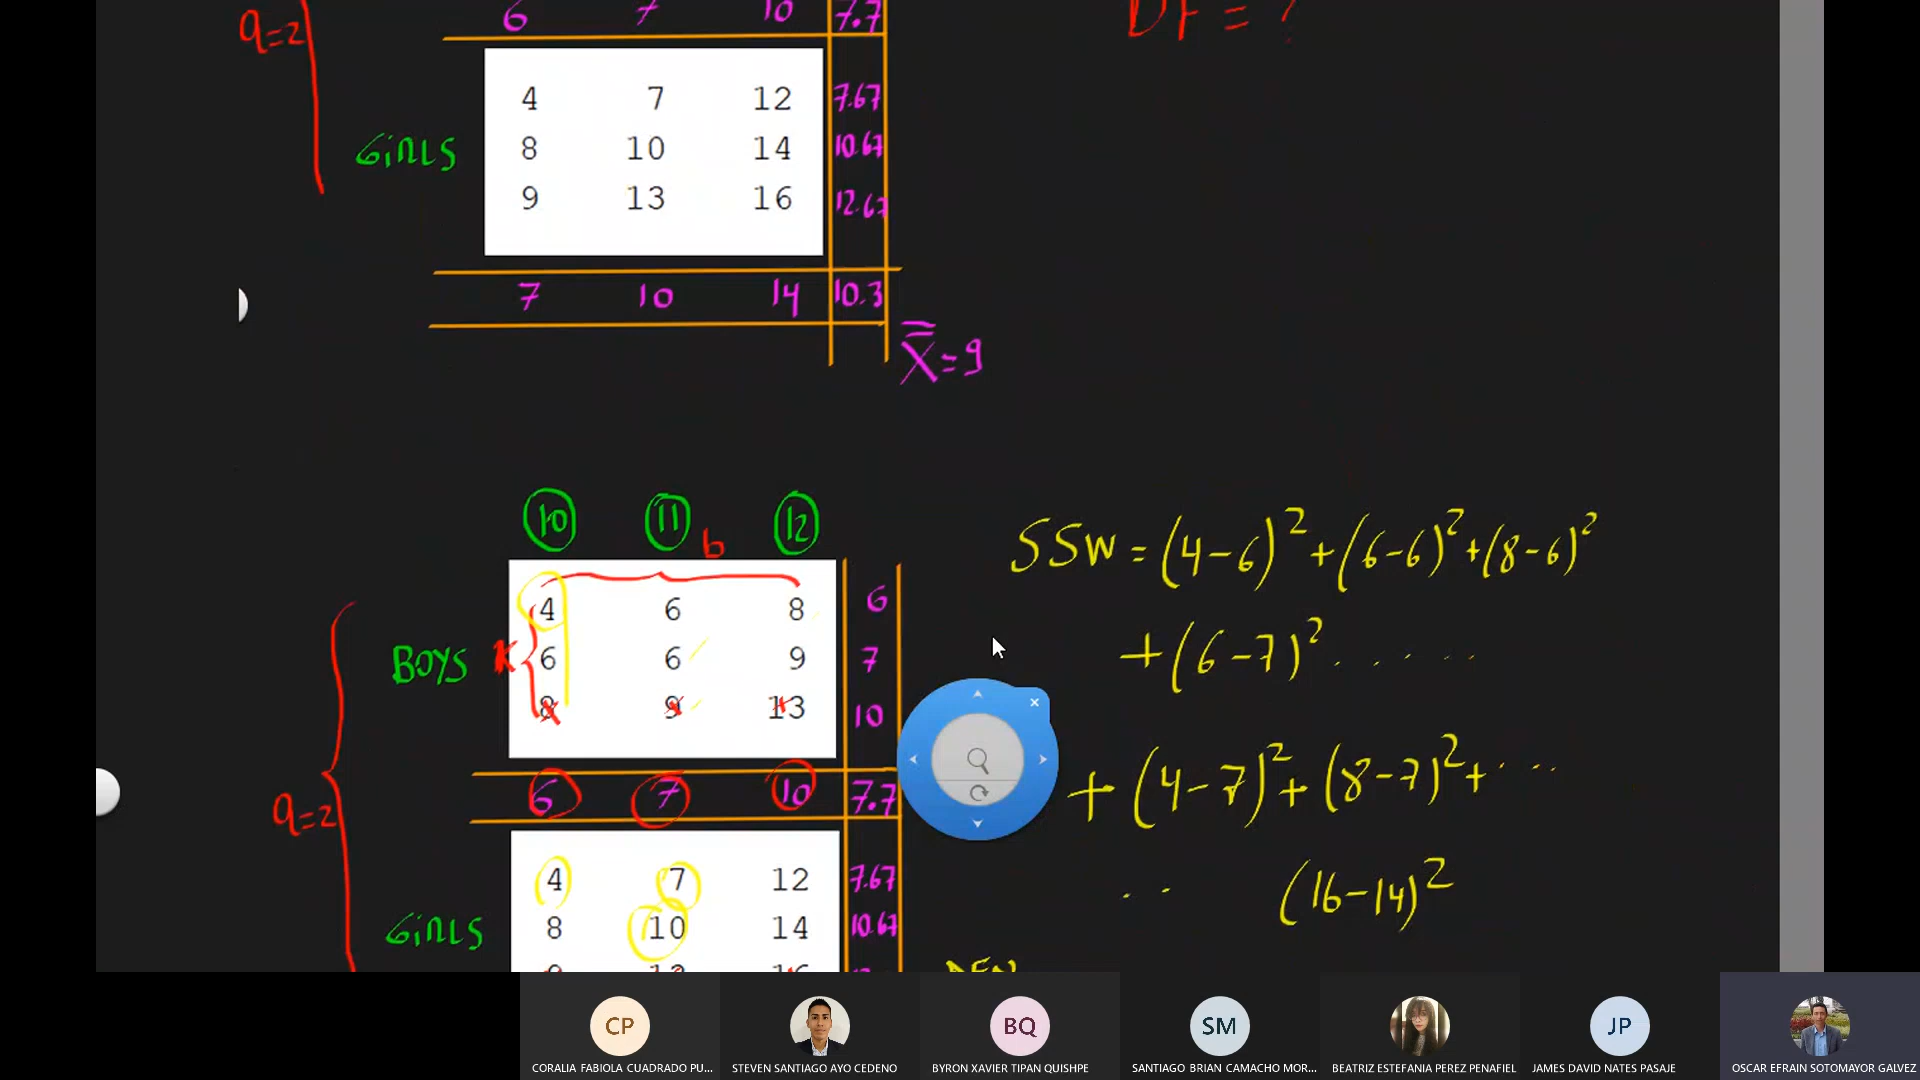 q=2
6 7 10 7.7
DF = ?
4 7 12 7.67
GIRLS 8 10 14 10.67
9 13 16 12.67
7 10 14 10.3
X=9
10 11 12
b
SSW = (4-6)²+(6-6)²+(8-6)²
4 6 8 6
BOYS K 6 6 9 7
+(6-7)² . . . . .
8 9 13 10
q=2
6 7 10 7.7
+(4-7)²+(8-7)²+ . . .
4 7 12 7.67
. . (16-14)²
GIRLS 8 10 14 10.67
CP
BQ
SM
JP
CORALIA FABIOLA CUADRADO PU...
STEVEN SANTIAGO AYO CEDENO
BYRON XAVIER TIPAN QUISHPE
SANTIAGO BRIAN CAMACHO MOR...
BEATRIZ ESTEFANIA PEREZ PENAFIEL
JAMES DAVID NATES PASAJE
OSCAR EFRAIN SOTOMAYOR GALVEZ